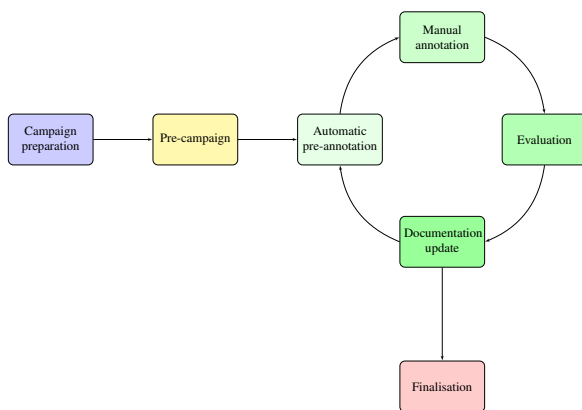 Manual
annotation
Campaign
preparation
Pre-campaign
Automatic
pre-annotation
Evaluation
Documentation
update
Finalisation